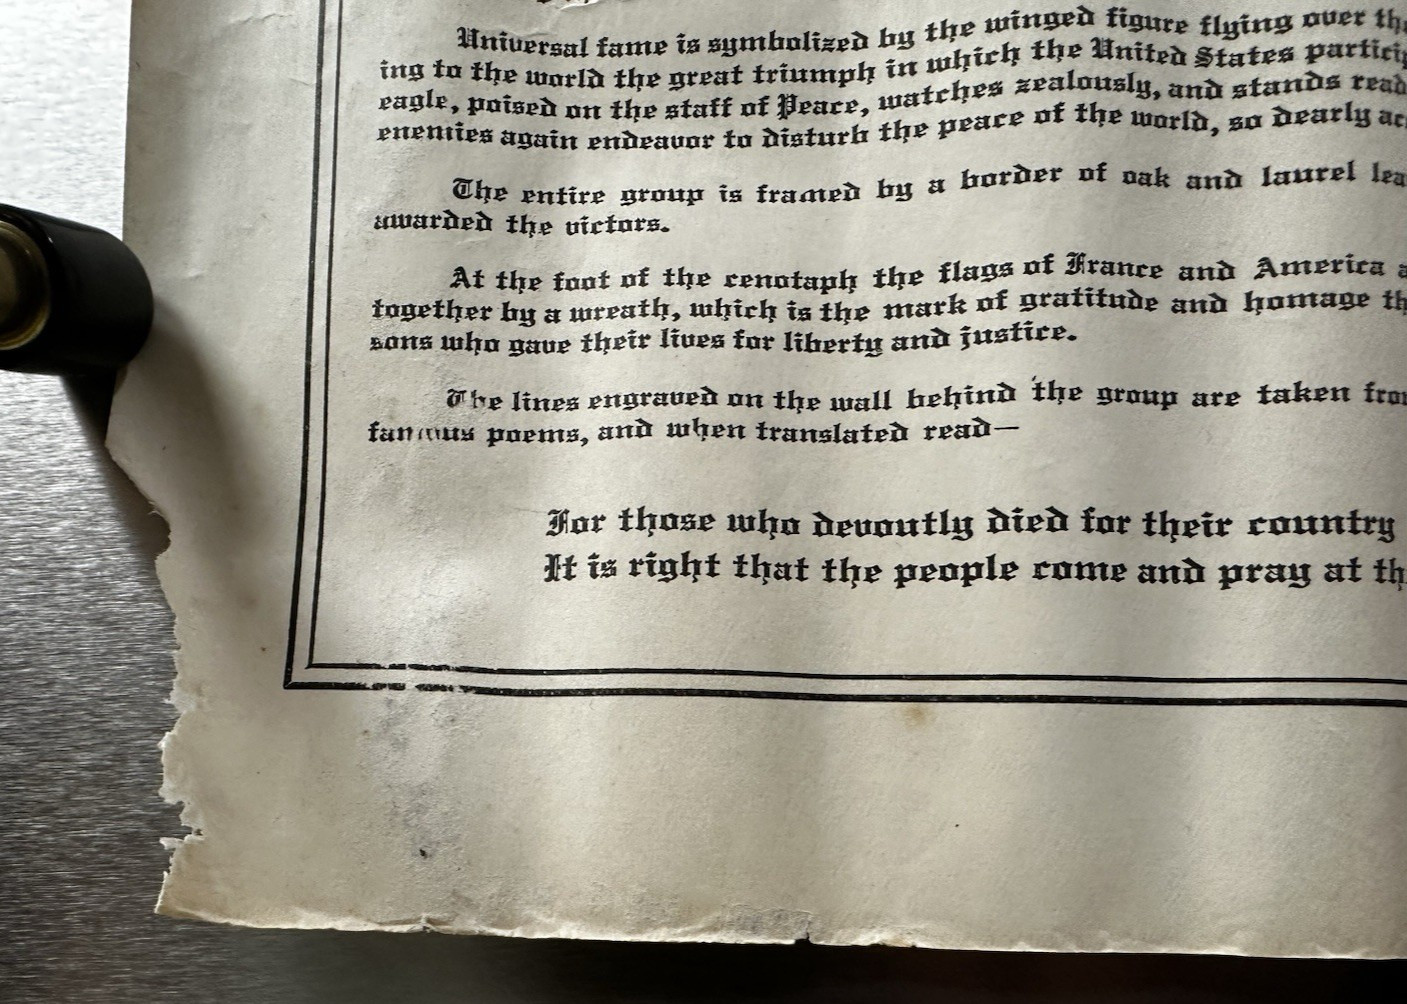 Universal fame is symbolized by the winged figure flying over the
ing to the world the great triumph in which the United States particip
eagle, poised on the staff of Peace, watches zealously, and stands read
enemies again endeavor to disturb the peace of the world, so dearly ac
The entire group is framed by a border of oak and laurel lea
awarded the victors.
At the foot of the cenotaph the flags of France and America a
together by a wreath, which is the mark of gratitude and homage th
sons who gave their lives for liberty and justice.
The lines engraved on the wall behind the group are taken from
famous poems, and when translated read—
For those who devoutly died for their country
It is right that the people come and pray at th